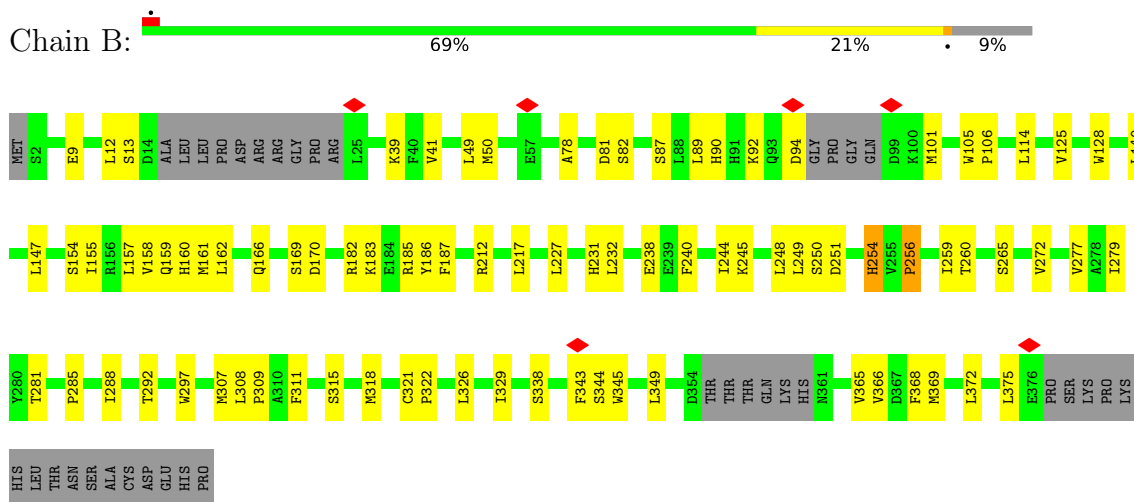 Chain B: 69% 21% • 9%
MET S2 E9 L12 S13 D14 ALA LEU LEU PRO ASP ARG ARG GLY PRO ARG L25 K39 F40 V41 L49 M50 E57 A78 D81 S82 S87 L88 L89 H90 H91 K92 Q93 D94 GLY PRO GLY GLN D99 K100 M101 W105 P106 L114 V125 W128
L147 S154 I155 R156 L157 V158 Q159 H160 M161 L162 Q166 S169 D170 R182 K183 E184 R185 Y186 F187 R212 L217 L227 H231 L232 E238 E239 F240 I244 K245 L248 L249 S250 D251 H254 V255 P256 I259 T260 S265 V272 V277 A278 I279
Y280 T281 P285 I288 T292 W297 M307 L308 P309 A310 F311 S315 M318 C321 P322 L326 I329 S338 F343 S344 W345 L349 D354 THR THR THR GLN LYS HIS N361 V365 V366 D367 F368 M369 L372 L375 E376 PRO SER LYS PRO LYS
HIS LEU THR ASN SER ALA CYS ASP GLU HIS PRO